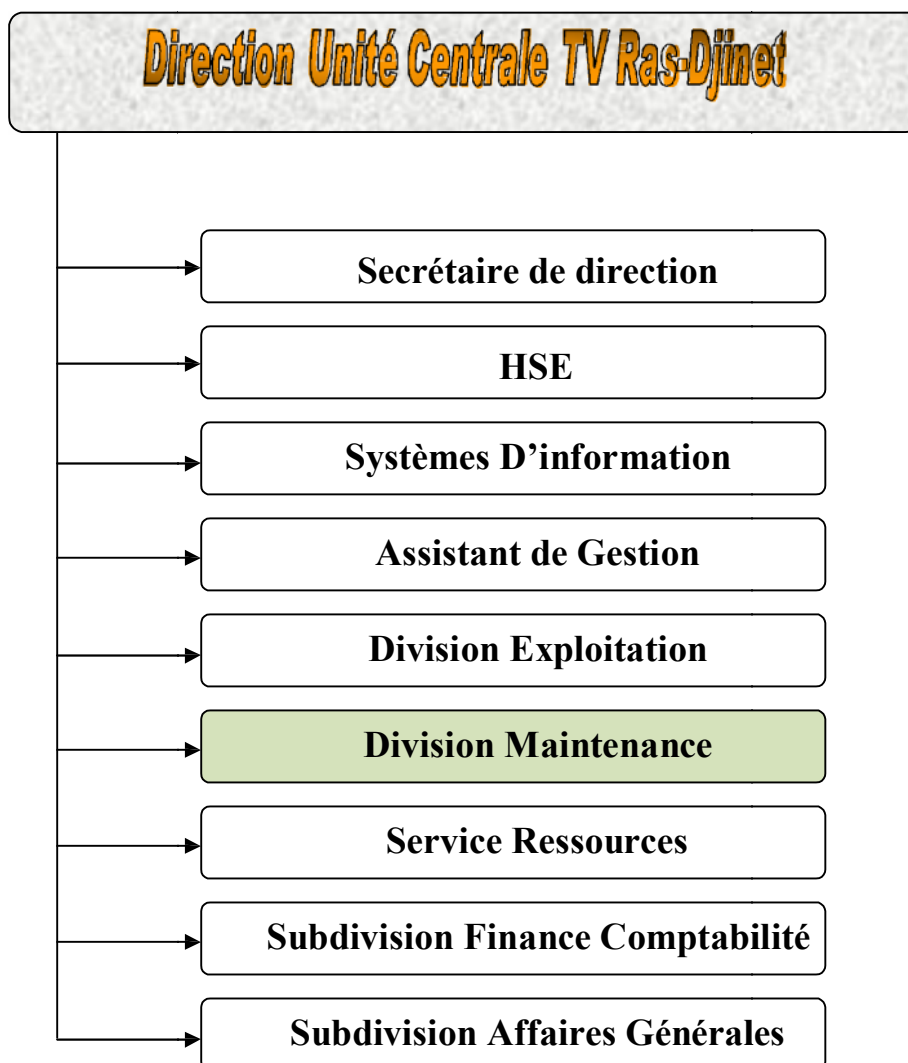 Direction Unité Centrale TV Ras-Djinet
Secrétaire de direction
HSE
Systèmes D’information
Assistant de Gestion
Division Exploitation
Division Maintenance
Service Ressources
Subdivision Finance Comptabilité
Subdivision Affaires Générales